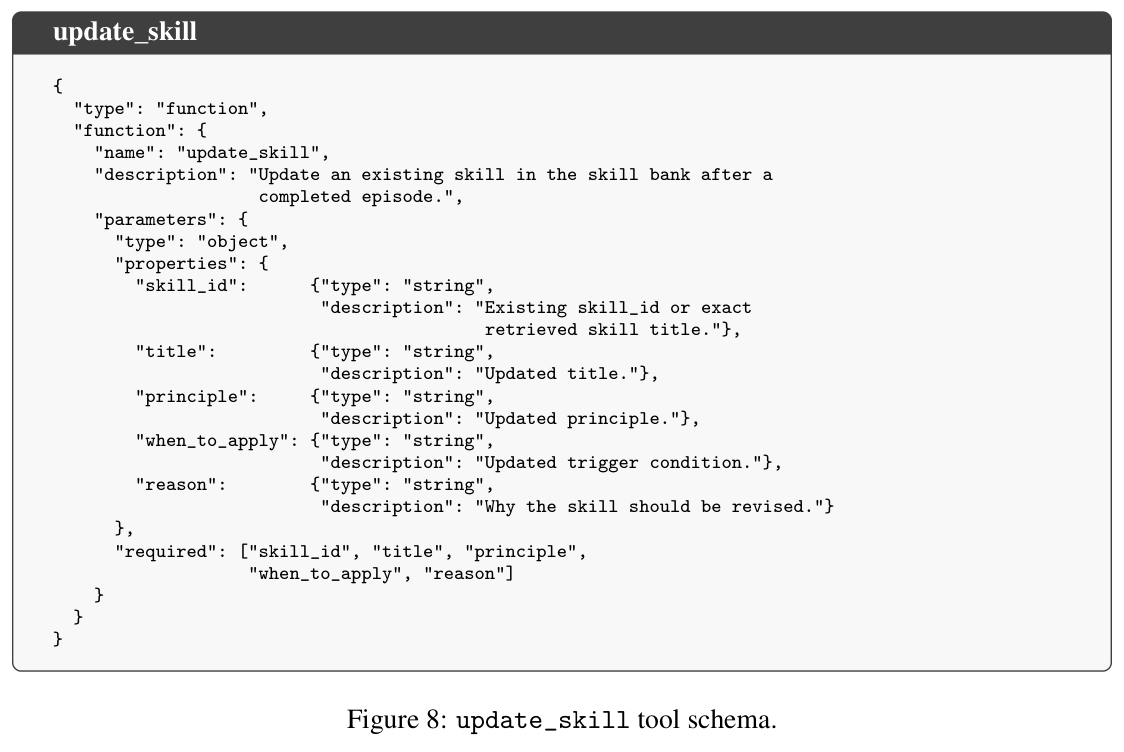 update_skill
{
  "type": "function",
  "function": {
    "name": "update_skill",
    "description": "Update an existing skill in the skill bank after a
                    completed episode.",
    "parameters": {
      "type": "object",
      "properties": {
        "skill_id":      {"type": "string",
                          "description": "Existing skill_id or exact
                                          retrieved skill title."},
        "title":         {"type": "string",
                          "description": "Updated title."},
        "principle":     {"type": "string",
                          "description": "Updated principle."},
        "when_to_apply": {"type": "string",
                          "description": "Updated trigger condition."},
        "reason":        {"type": "string",
                          "description": "Why the skill should be revised."}
      },
      "required": ["skill_id", "title", "principle",
                   "when_to_apply", "reason"]
    }
  }
}
Figure 8: update_skill tool schema.